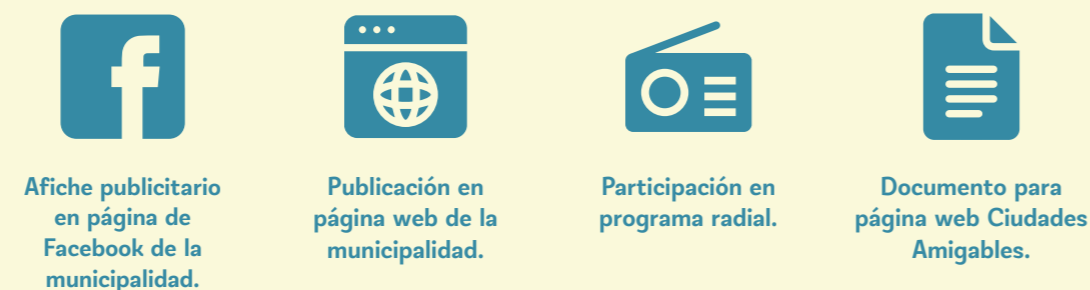 Afiche publicitario
en página de
Facebook de la
municipalidad.
Publicación en
página web de la
municipalidad.
Participación en
programa radial.
Documento para
página web Ciudades
Amigables.